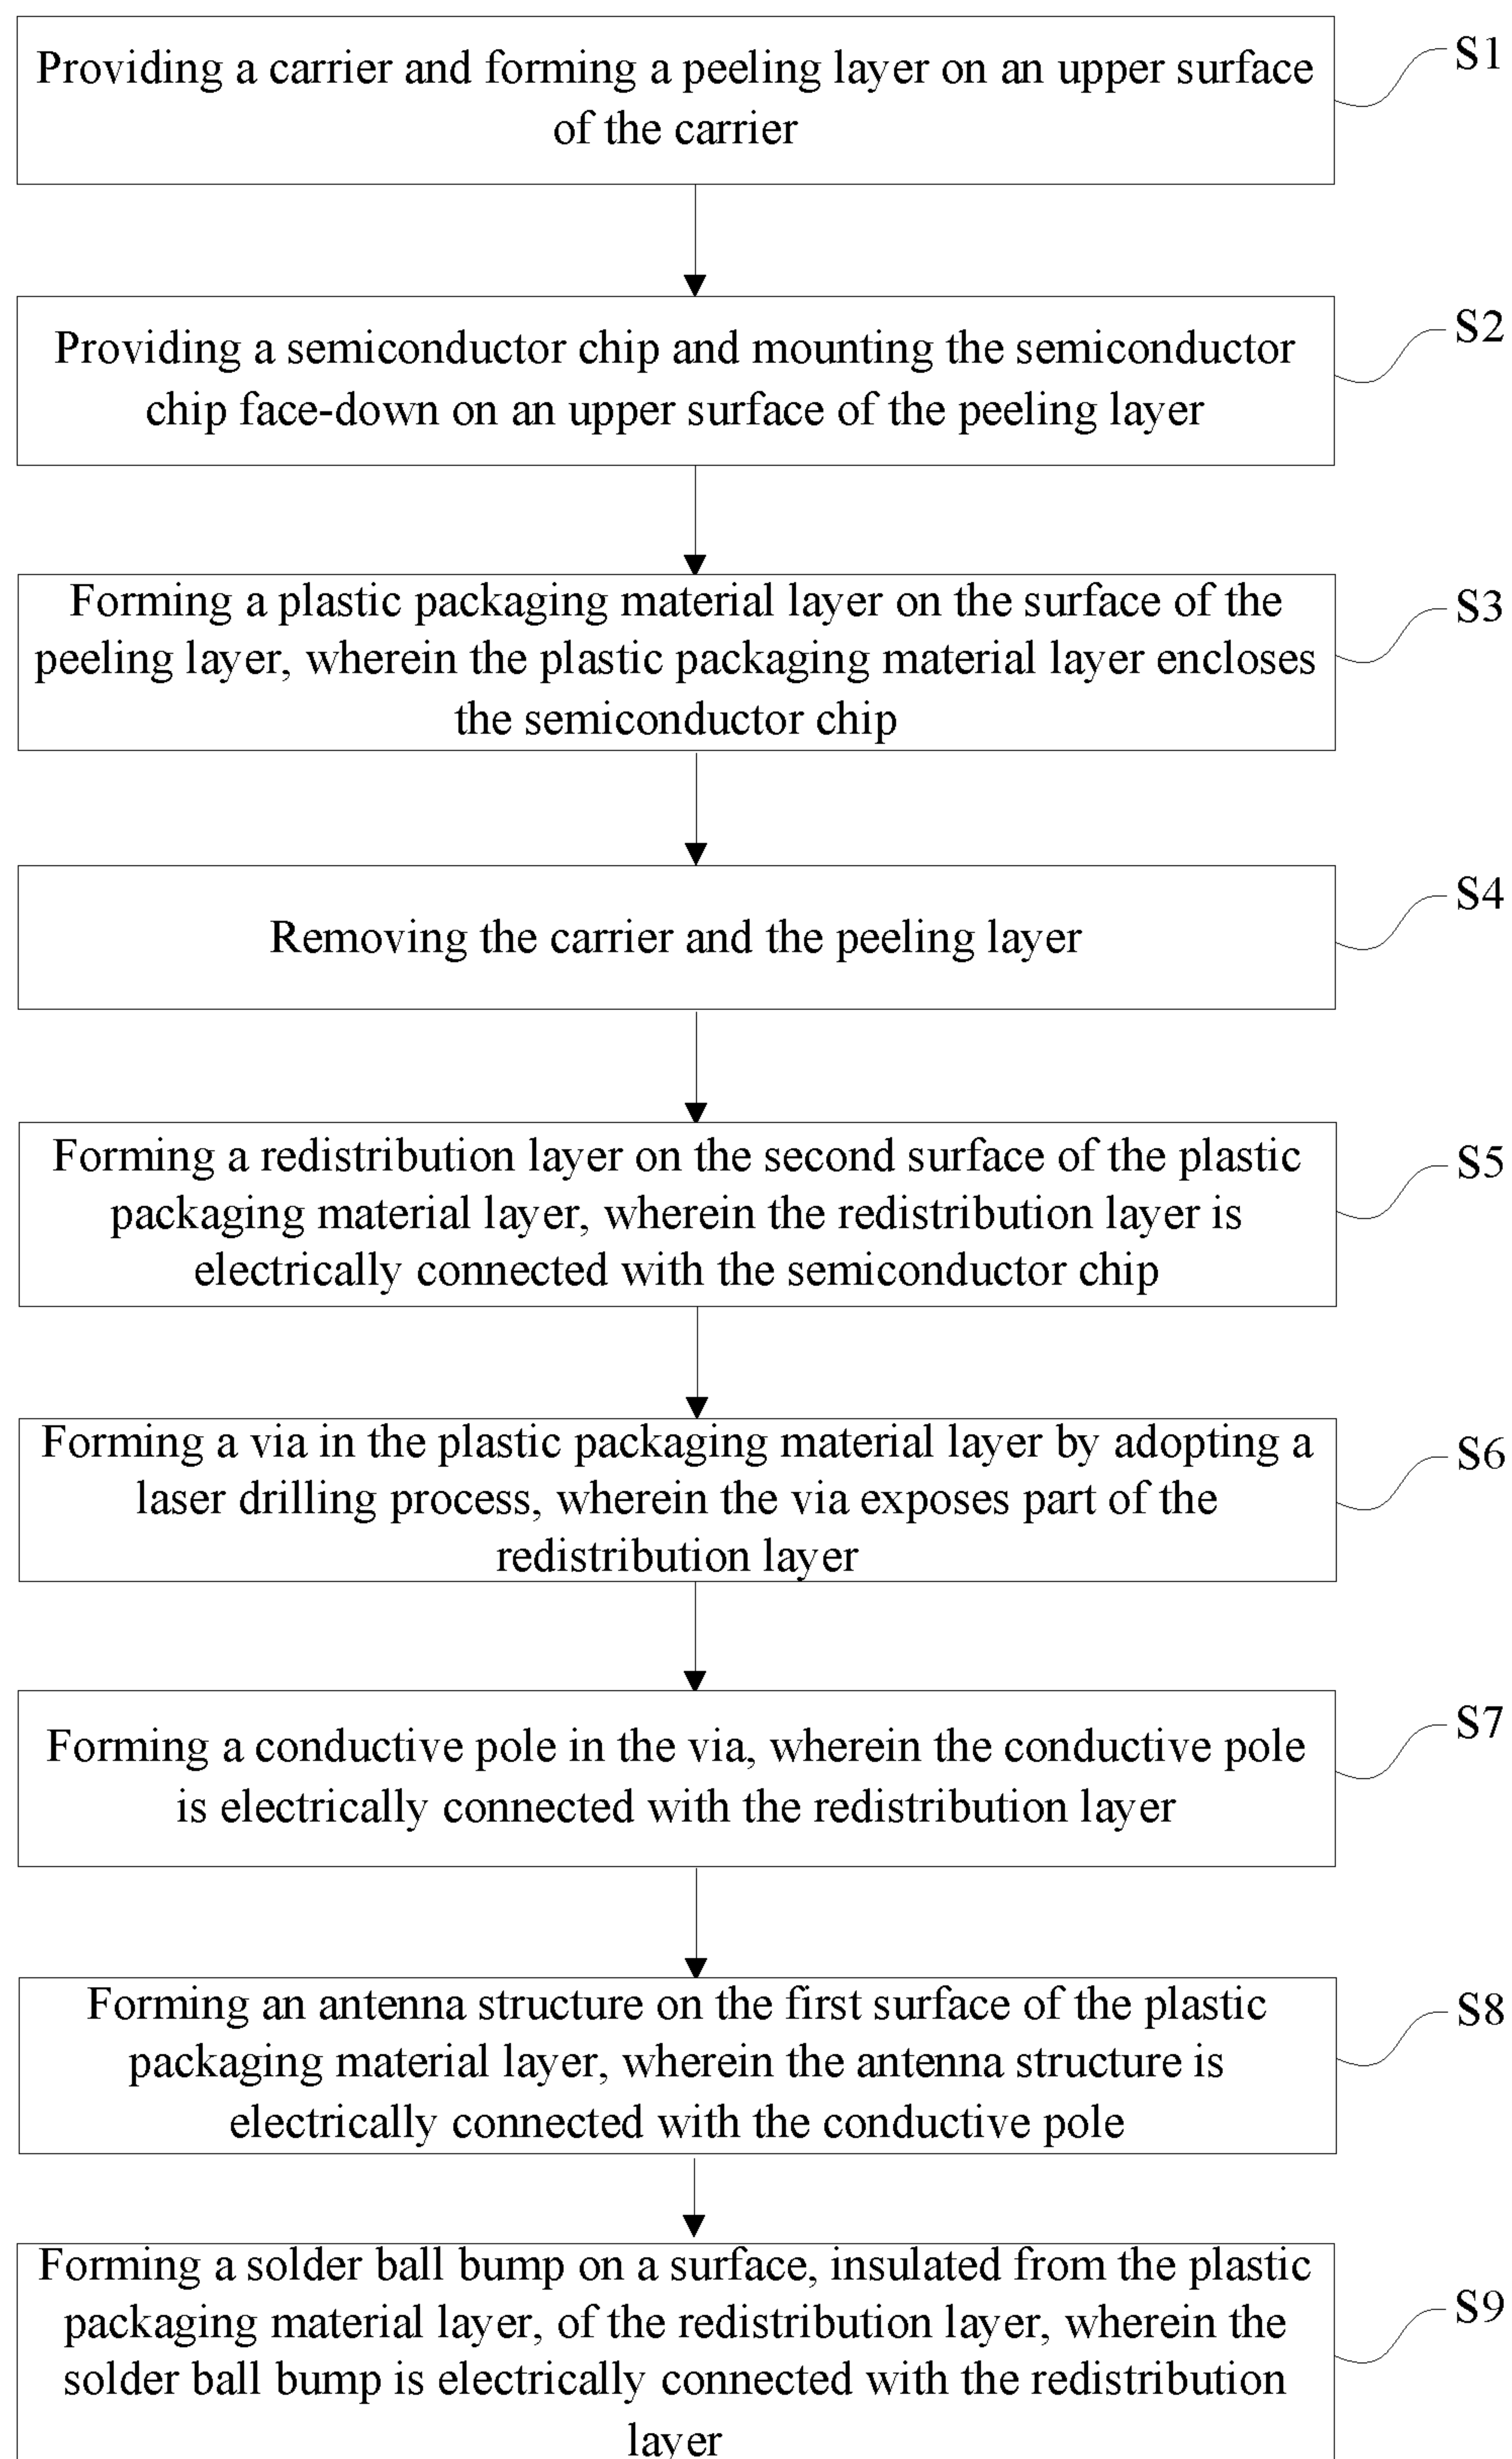 Providing a carrier and forming a peeling layer on an upper surface
of the carrier
S1
Providing a semiconductor chip and mounting the semiconductor
chip face-down on an upper surface of the peeling layer
S2
Forming a plastic packaging material layer on the surface of the
peeling layer, wherein the plastic packaging material layer encloses
the semiconductor chip
S3
Removing the carrier and the peeling layer
S4
Forming a redistribution layer on the second surface of the plastic
packaging material layer, wherein the redistribution layer is
electrically connected with the semiconductor chip
S5
Forming a via in the plastic packaging material layer by adopting a
laser drilling process, wherein the via exposes part of the
redistribution layer
S6
Forming a conductive pole in the via, wherein the conductive pole
is electrically connected with the redistribution layer
S7
Forming an antenna structure on the first surface of the plastic
packaging material layer, wherein the antenna structure is
electrically connected with the conductive pole
S8
Forming a solder ball bump on a surface, insulated from the plastic
packaging material layer, of the redistribution layer, wherein the
solder ball bump is electrically connected with the redistribution
layer
S9